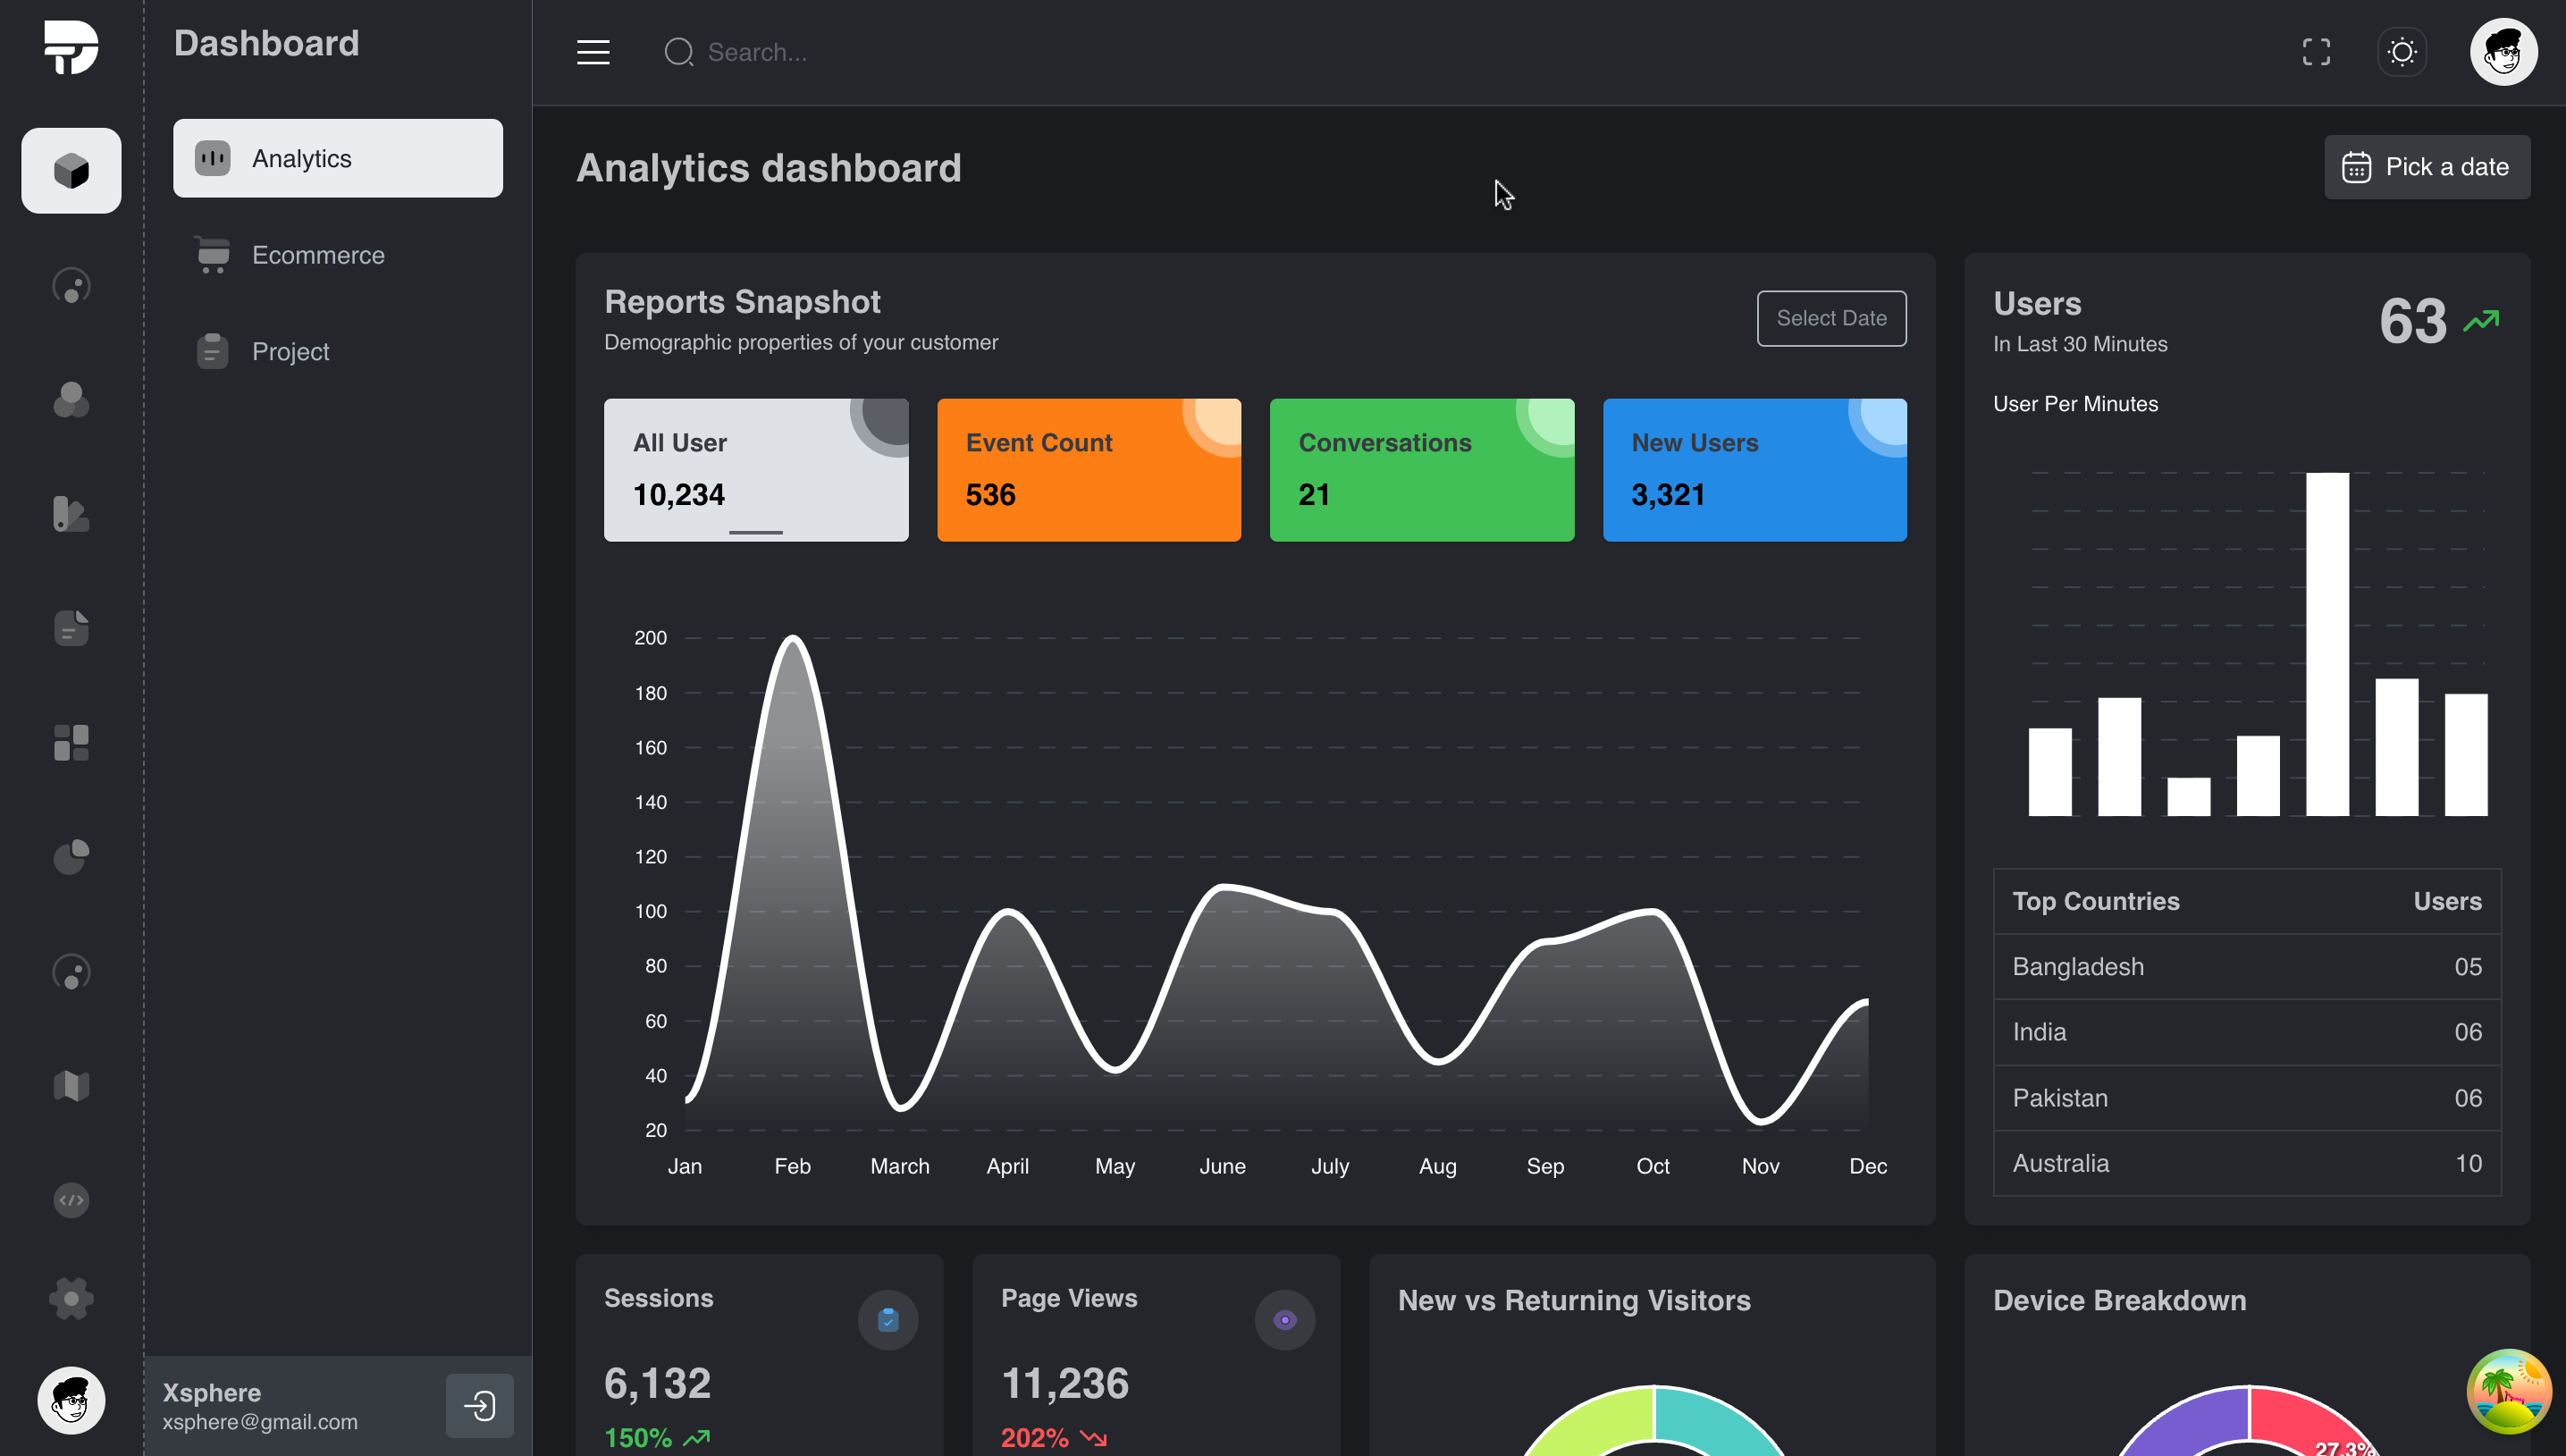 Dashboard
Analytics
Ecommerce
Project
Xsphere
xsphere@gmail.com
Search...
Analytics dashboard
Pick a date
Reports Snapshot
Demographic properties of your customer
Select Date
All User
10,234
Event Count
536
Conversations
21
New Users
3,321
200
180
160
140
120
100
80
60
40
20
Jan Feb March April May June July Aug Sep Oct Nov Dec
Users
In Last 30 Minutes
63
User Per Minutes
Top Countries Users
Bangladesh 05
India 06
Pakistan 06
Australia 10
Sessions
6,132
150%
Page Views
11,236
202%
New vs Returning Visitors
Device Breakdown
27.3%